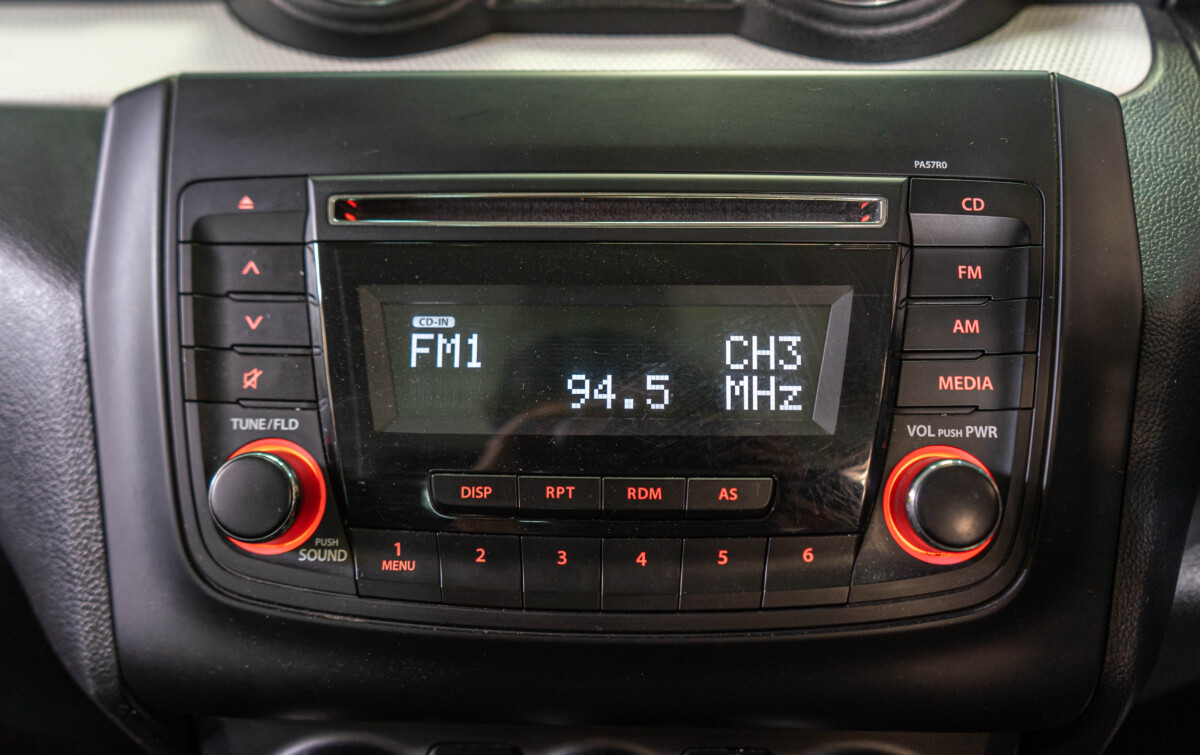 PA57R0
CD
FM
AM
MEDIA
CD-IN
FM1
CH3
94.5 MHz
TUNE/FLD
VOL PUSH PWR
DISP RPT RDM AS
PUSH
SOUND
1 2 3 4 5 6
MENU